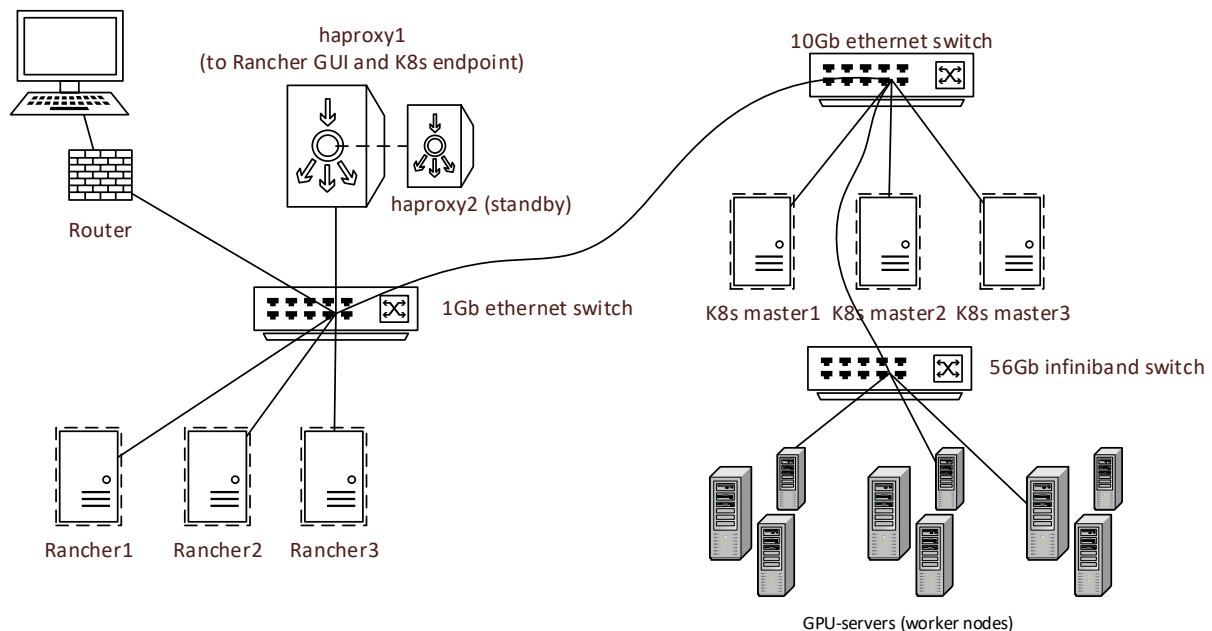 haproxy1
(to Rancher GUI and K8s endpoint)
10Gb ethernet switch
haproxy2 (standby)
Router
1Gb ethernet switch
K8s master1
K8s master2
K8s master3
56Gb infiniband switch
Rancher1
Rancher2
Rancher3
GPU-servers (worker nodes)